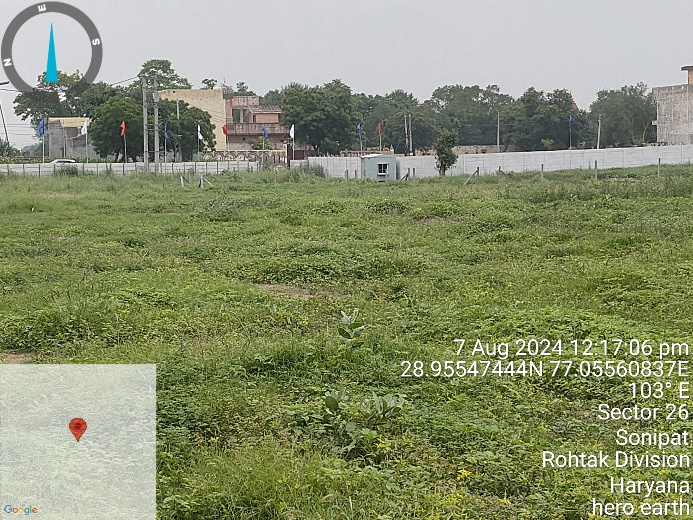 N
E
S
7 Aug 2024 12:17:06 pm
28.95547444N 77.05560837E
103° E
Sector 26
Sonipat
Rohtak Division
Haryana
hero earth
Google